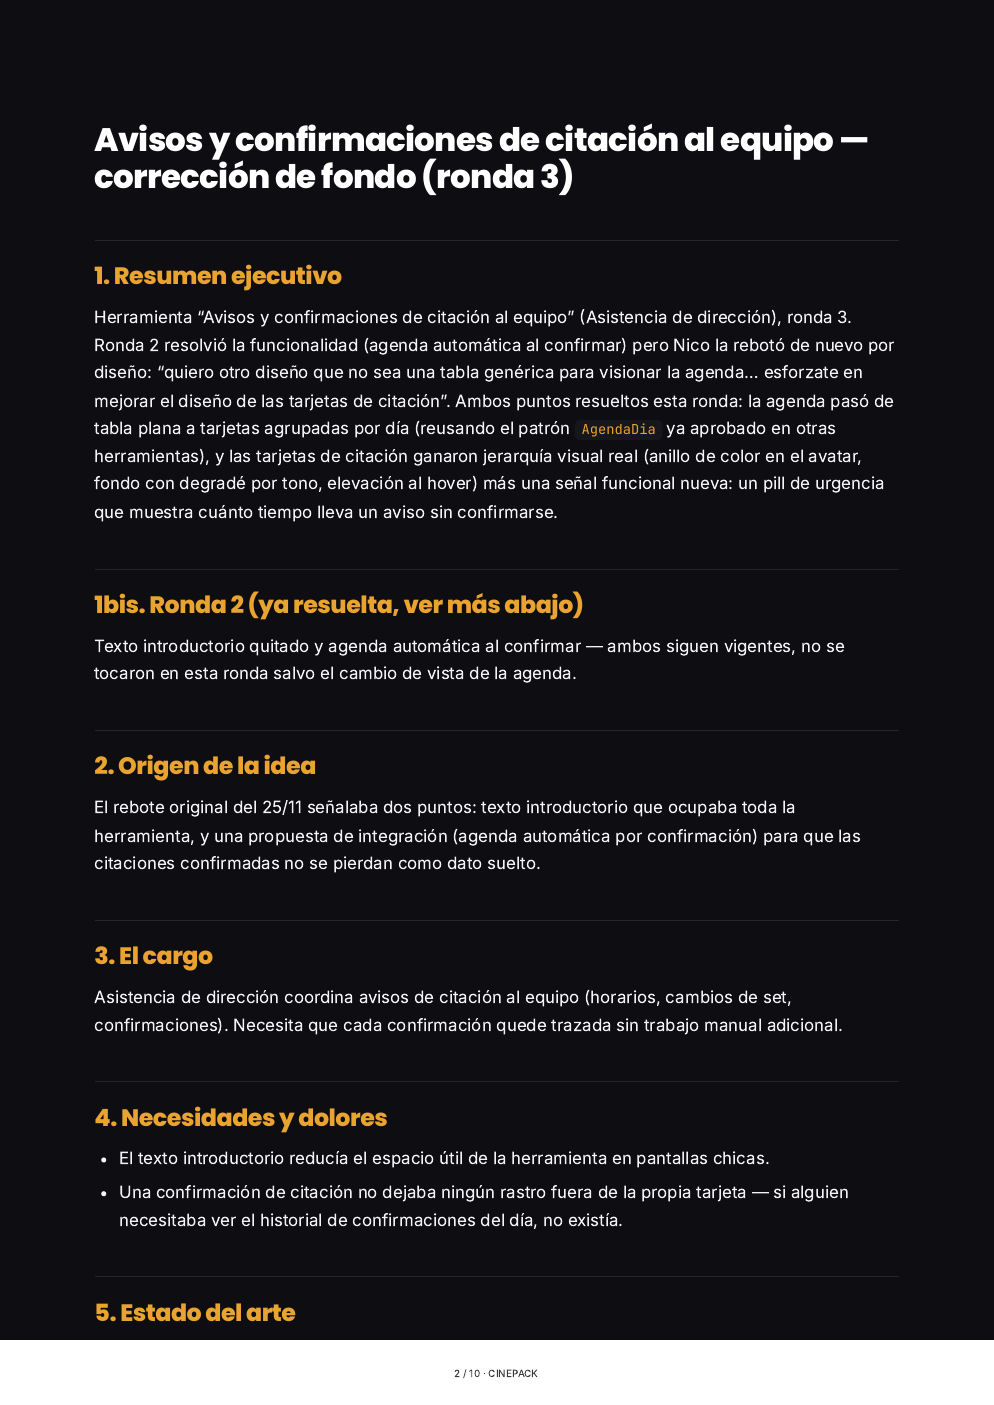 Avisos y confirmaciones de citación al equipo —
corrección de fondo (ronda 3)
1. Resumen ejecutivo
Herramienta “Avisos y confirmaciones de citación al equipo” (Asistencia de dirección), ronda 3.
Ronda 2 resolvió la funcionalidad (agenda automática al confirmar) pero Nico la rebotó de nuevo por
diseño: “quiero otro diseño que no sea una tabla genérica para visionar la agenda… esforzate en
mejorar el diseño de las tarjetas de citación”. Ambos puntos resueltos esta ronda: la agenda pasó de
tabla plana a tarjetas agrupadas por día (reusando el patrón AgendaDia ya aprobado en otras
herramientas), y las tarjetas de citación ganaron jerarquía visual real (anillo de color en el avatar,
fondo con degradé por tono, elevación al hover) más una señal funcional nueva: un pill de urgencia
que muestra cuánto tiempo lleva un aviso sin confirmarse.
1bis. Ronda 2 (ya resuelta, ver más abajo)
Texto introductorio quitado y agenda automática al confirmar — ambos siguen vigentes, no se
tocaron en esta ronda salvo el cambio de vista de la agenda.
2. Origen de la idea
El rebote original del 25/11 señalaba dos puntos: texto introductorio que ocupaba toda la
herramienta, y una propuesta de integración (agenda automática por confirmación) para que las
citaciones confirmadas no se pierdan como dato suelto.
3. El cargo
Asistencia de dirección coordina avisos de citación al equipo (horarios, cambios de set,
confirmaciones). Necesita que cada confirmación quede trazada sin trabajo manual adicional.
4. Necesidades y dolores
• El texto introductorio reducía el espacio útil de la herramienta en pantallas chicas.
• Una confirmación de citación no dejaba ningún rastro fuera de la propia tarjeta — si alguien
necesitaba ver el historial de confirmaciones del día, no existía.
5. Estado del arte
2 / 10 · CINEPACK